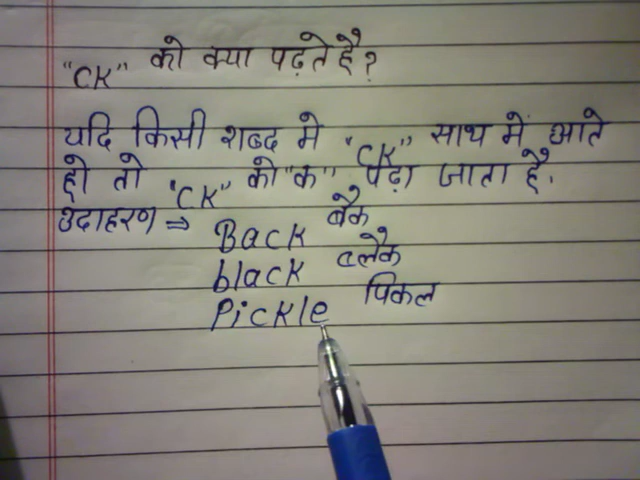 "CK" को क्या पढ़ते है?
यदि किसी शब्द मे "CK" साथ में आते
हो तो "CK" को "क" पढ़ा जाता है.
उदाहरण ⇒ Back बैक
black ब्लैक
Pickle पिकल